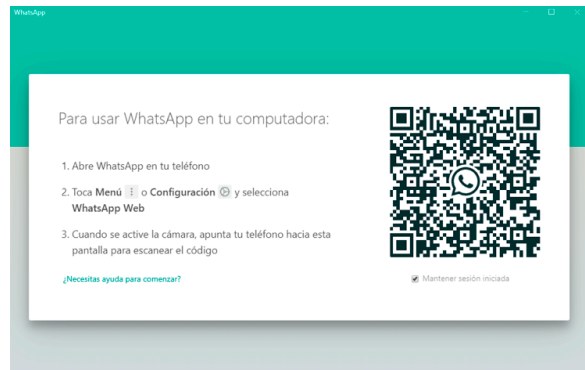 WhatsApp
Para usar WhatsApp en tu computadora:
1. Abre WhatsApp en tu teléfono
2. Toca Menú o Configuración y selecciona
WhatsApp Web
3. Cuando se active la cámara, apunta tu teléfono hacia esta
pantalla para escanear el código
¿Necesitas ayuda para comenzar?
Mantener sesión iniciada